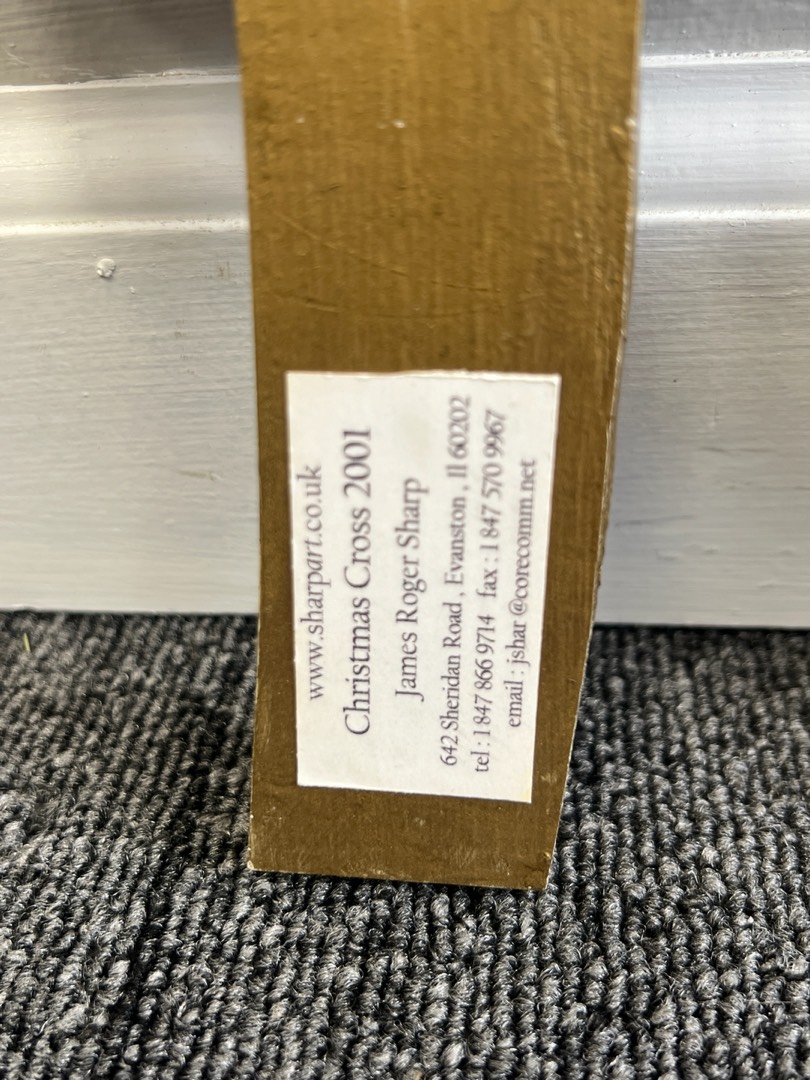 www.sharpart.co.uk
Christmas Cross 2001
James Roger Sharp
642 Sheridan Road , Evanston , Il 60202
tel : 1 847 866 9714 fax : 1 847 570 9967
email : jshar @corecomm.net